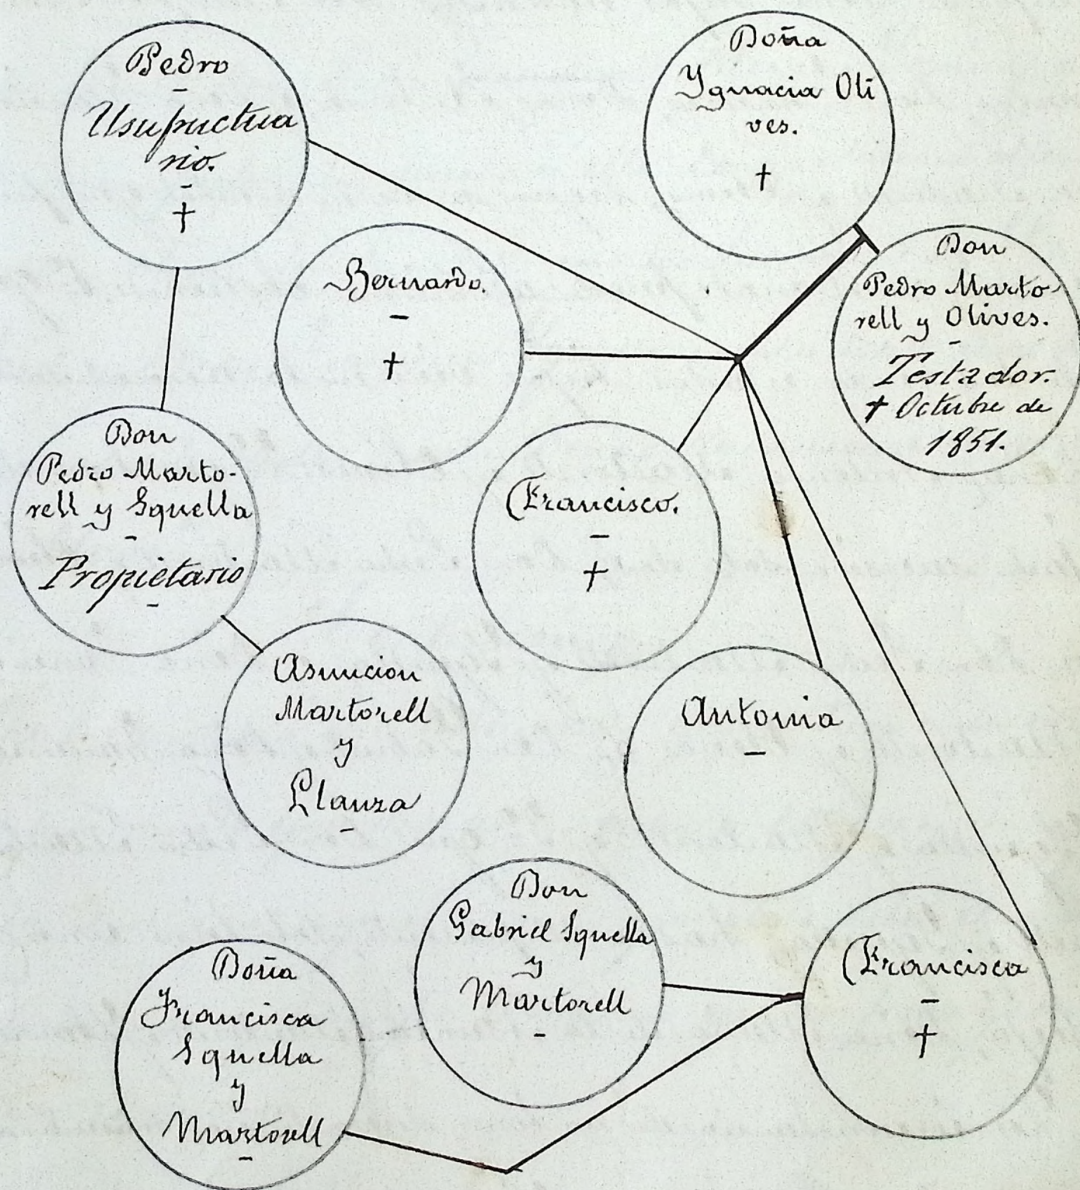 Pedro
Usufructua
rio.
†
Doña
Ygnacia Oli
ves.
†
Don
Pedro Marto-
rell y Olives.
Testador.
† Octubre de
1851.
Bernardo.
†
Don
Pedro Marto-
rell y Squella
Propietario
Francisco.
†
Asuncion
Martorell
y
Llanza
Antonia
Don
Gabriel Squella
y
Martorell
Francisca
†
Doña
Francisca
Squella
y
Martorell